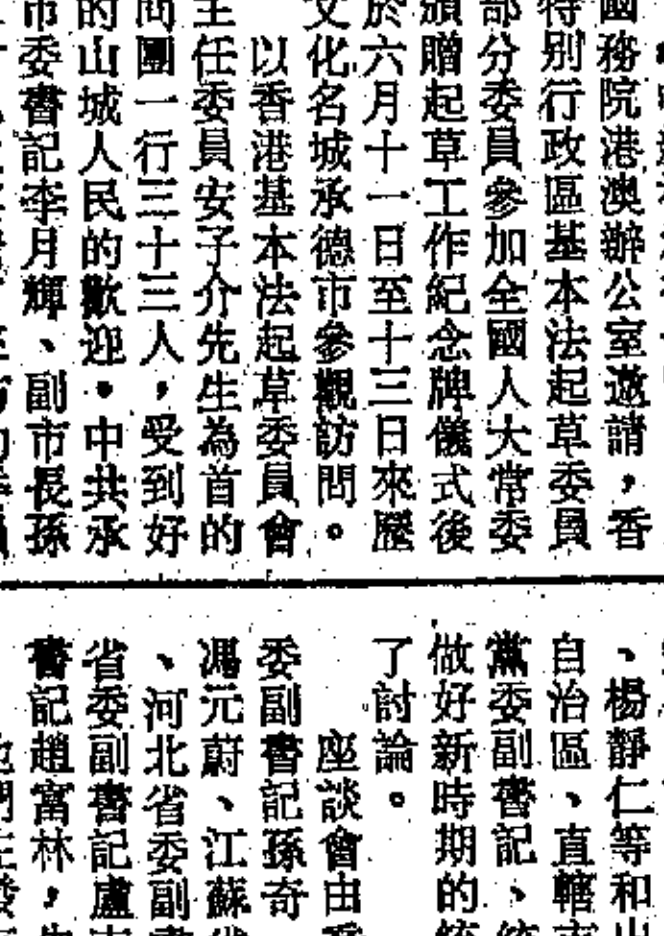 國務院港澳辦公室邀請，香
特別行政區基本法起草委員
部分委員參加全國人大常委
頒贈起草工作紀念牌儀式後
於六月十一日至十三日來歷
文化名城承德市參觀訪問。
以香港基本法起草委員會
主任委員安子介先生為首的
問團一行三十三人，受到好
的山城人民的歡迎。中共承
市委書記李月輝、副市長孫
、楊靜仁等和
自治區、直轄
黨委副書記、
做好新時期的統
了討論。
座談會由
委副書記孫奇
馮元蔚、江蘇
、河北省委副
省委副書記盧
書記趙富林，